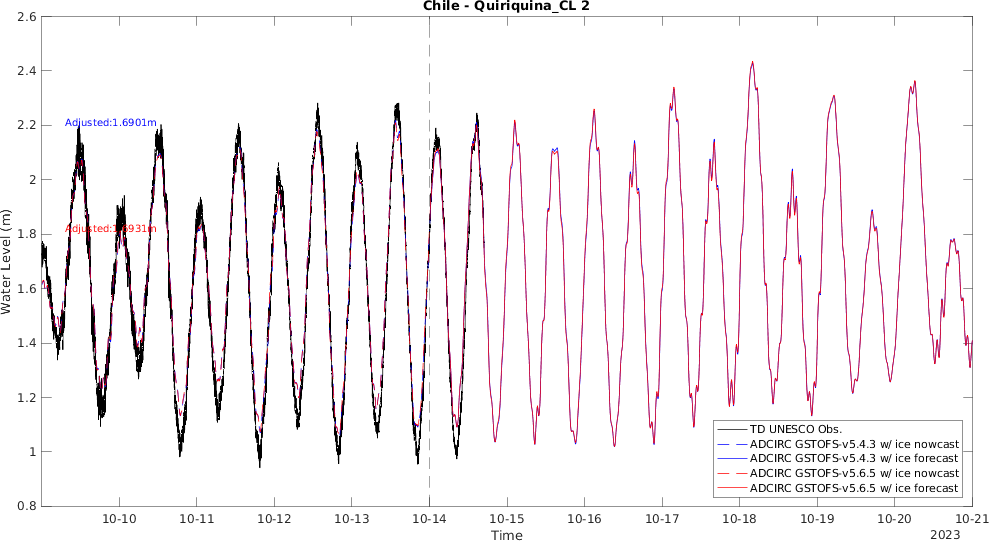 Chile - Quiriquina_CL 2
Water Level (m)
2.6
2.4
2.2
2
1.8
1.6
1.4
1.2
1
0.8
Adjusted:1.6901m
Adjusted:1.6931m
TD UNESCO Obs.
ADCIRC GSTOFS-v5.4.3 w/ ice nowcast
ADCIRC GSTOFS-v5.4.3 w/ ice forecast
ADCIRC GSTOFS-v5.6.5 w/ ice nowcast
ADCIRC GSTOFS-v5.6.5 w/ ice forecast
10-10 10-11 10-12 10-13 10-14 10-15 10-16 10-17 10-18 10-19 10-20 10-21
Time
2023